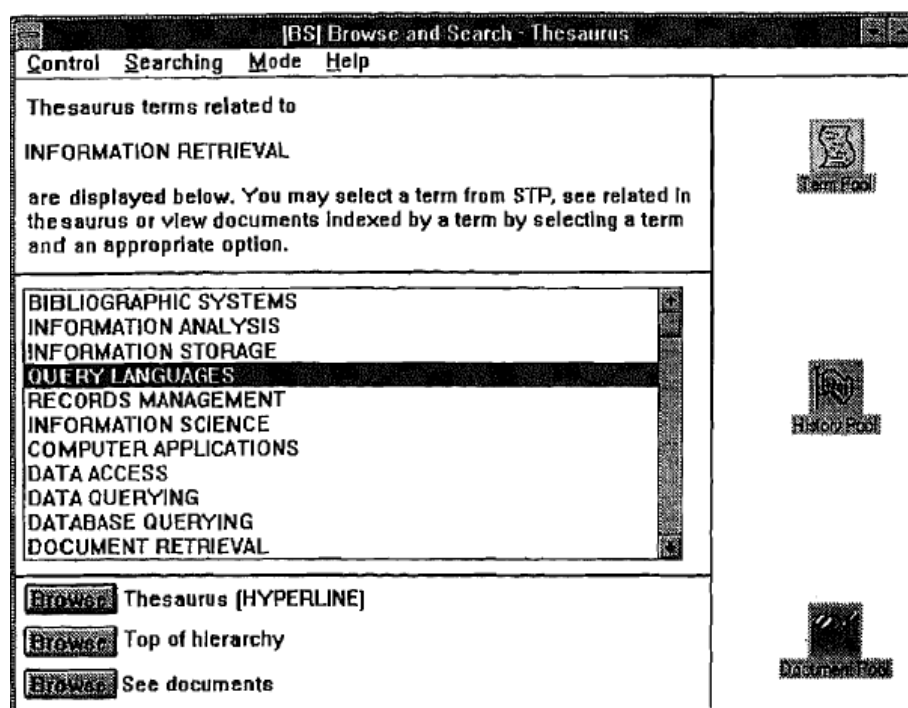 [BS] Browse and Search - Thesaurus
Control Searching Mode Help
Thesaurus terms related to
INFORMATION RETRIEVAL
are displayed below. You may select a term from STP, see related in
thesaurus or view documents indexed by a term by selecting a term
and an appropriate option.
BIBLIOGRAPHIC SYSTEMS
INFORMATION ANALYSIS
INFORMATION STORAGE
QUERY LANGUAGES
RECORDS MANAGEMENT
INFORMATION SCIENCE
COMPUTER APPLICATIONS
DATA ACCESS
DATA QUERYING
DATABASE QUERYING
DOCUMENT RETRIEVAL
Browse Thesaurus [HYPERLINE]
Browse Top of hierarchy
Browse See documents
Term Pool
History Pool
Document Pool